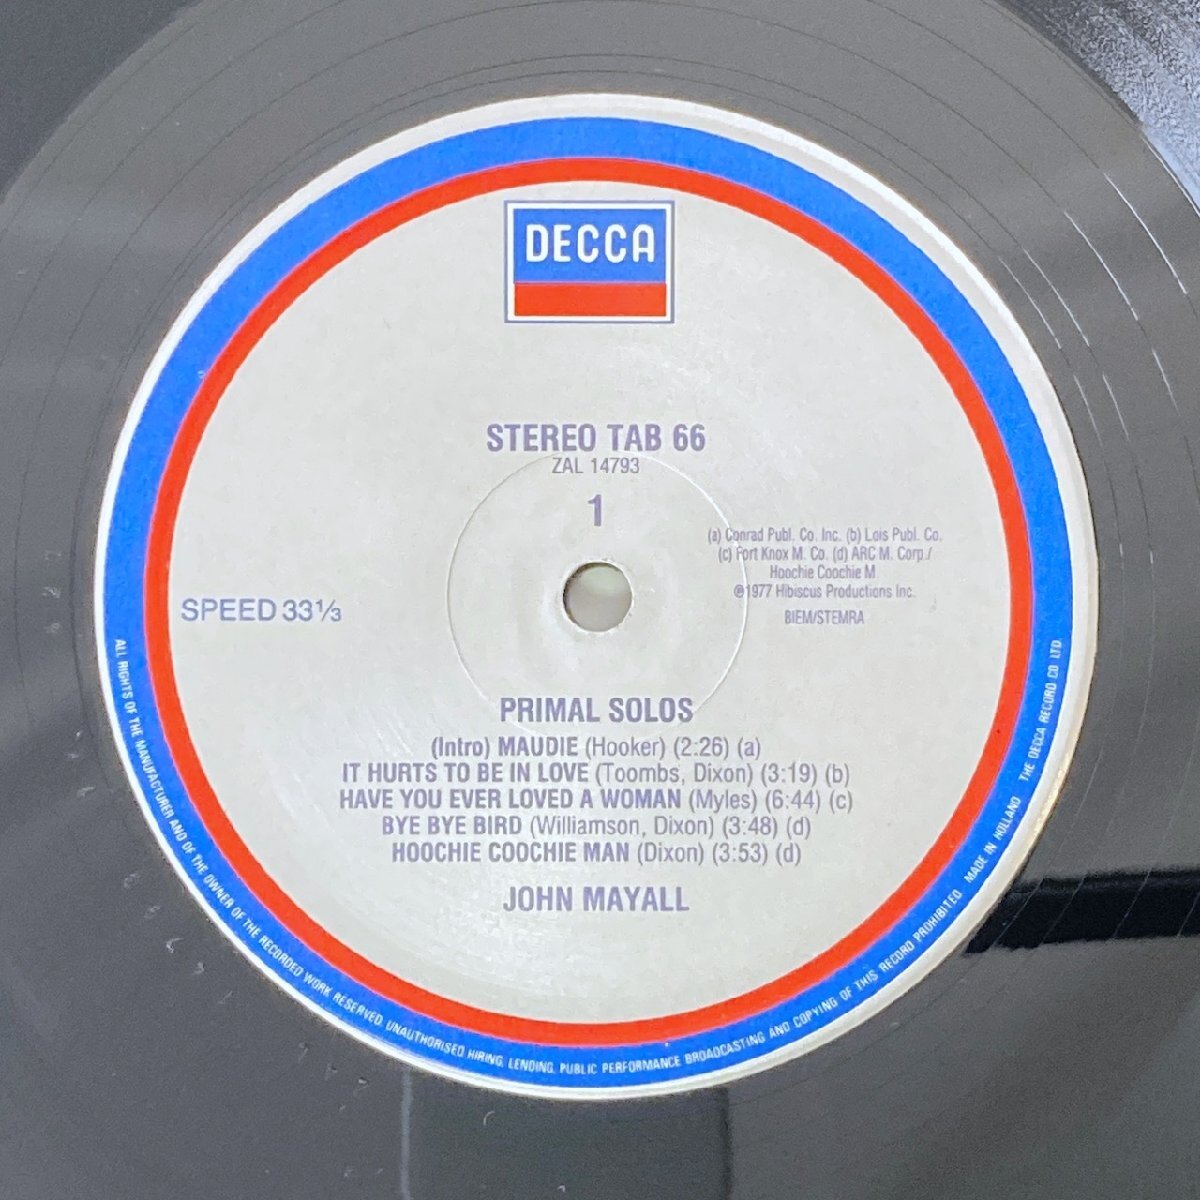 DECCA
STEREO TAB 66
ZAL 14793
1
(a) Conrad Publ. Co. Inc. (b) Lois Publ. Co.
(c) Fort Knox M. Co. (d) ARC M. Corp./
Hoochie Coochie M.
℗1977 Hibiscus Productions Inc.
BIEM/STEMRA
SPEED 33⅓
PRIMAL SOLOS
(Intro) MAUDIE (Hooker) (2:26) (a)
IT HURTS TO BE IN LOVE (Toombs, Dixon) (3:19) (b)
HAVE YOU EVER LOVED A WOMAN (Myles) (6:44) (c)
BYE BYE BIRD (Williamson, Dixon) (3:48) (d)
HOOCHIE COOCHIE MAN (Dixon) (3:53) (d)
JOHN MAYALL
ALL RIGHTS OF THE MANUFACTURER AND OF THE OWNER OF THE RECORDED WORK RESERVED. UNAUTHORISED HIRING, LENDING, PUBLIC PERFORMANCE BROADCASTING AND COPYING OF THIS RECORD PROHIBITED MADE IN HOLLAND THE DECCA RECORD CO LTD.